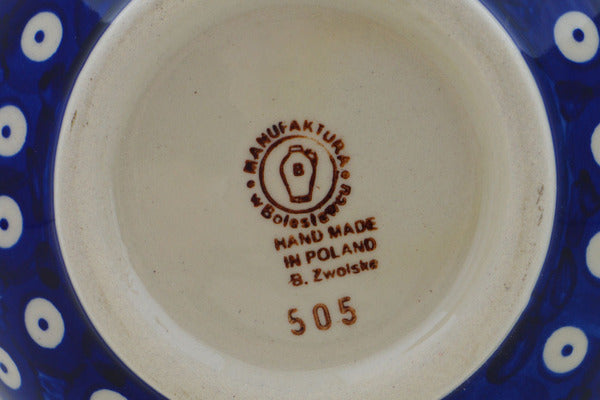 MANUFAKTURA
w Bolesławcu
B
HAND MADE
IN POLAND
B. Zwolska
505